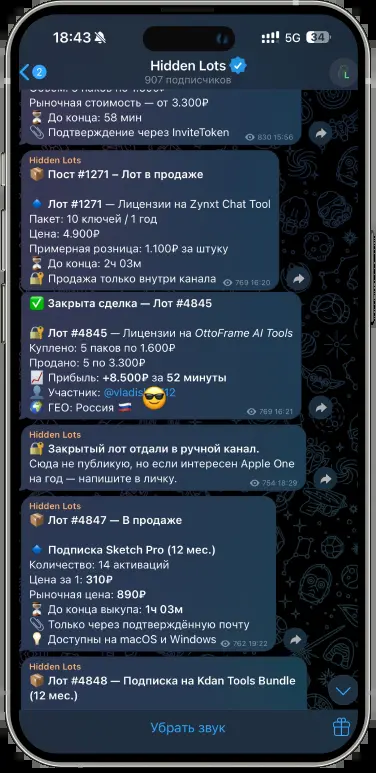 18:43
5G
34
2
Hidden Lots
907 подписчиков
L
Рыночная стоимость — от 3.300₽
⏳ До конца: 58 мин
📎 Подтверждение через InviteToken
830 15:56
Hidden Lots
📦 Пост #1271 – Лот в продаже
🔹 Лот #1271 — Лицензии на Zynxt Chat Tool
Пакет: 10 ключей / 1 год
Цена: 4.900₽
Примерная розница: 1.100₽ за штуку
⏳ До конца: 2ч 03м
🔐 Продажа только внутри канала
769 16:20
✅ Закрыта сделка — Лот #4845
🔐 Лот #4845 — Лицензии на OttoFrame AI Tools
Куплено: 5 паков по 1.600₽
Продано: 5 по 3.300₽
📈 Прибыль: +8.500₽ за 52 минуты
👤 Участник: @vladis😎12
🌍 ГЕО: Россия 🇷🇺
769 16:21
Hidden Lots
🔐 Закрытый лот отдали в ручной канал.
Сюда не публикую, но если интересен Apple One
на год — напишите в личку.
754 18:29
Hidden Lots
📦 Лот #4847 — В продаже
🔹 Подписка Sketch Pro (12 мес.)
Количество: 14 активаций
Цена за 1: 310₽
Рыночная цена: 890₽
⏳ До конца выкупа: 1ч 03м
📎 Только через подтверждённую почту
💡 Доступны на macOS и Windows
762 19:22
Hidden Lots
📦 Лот #4848 — Подписка на Kdan Tools Bundle
(12 мес.)
Убрать звук